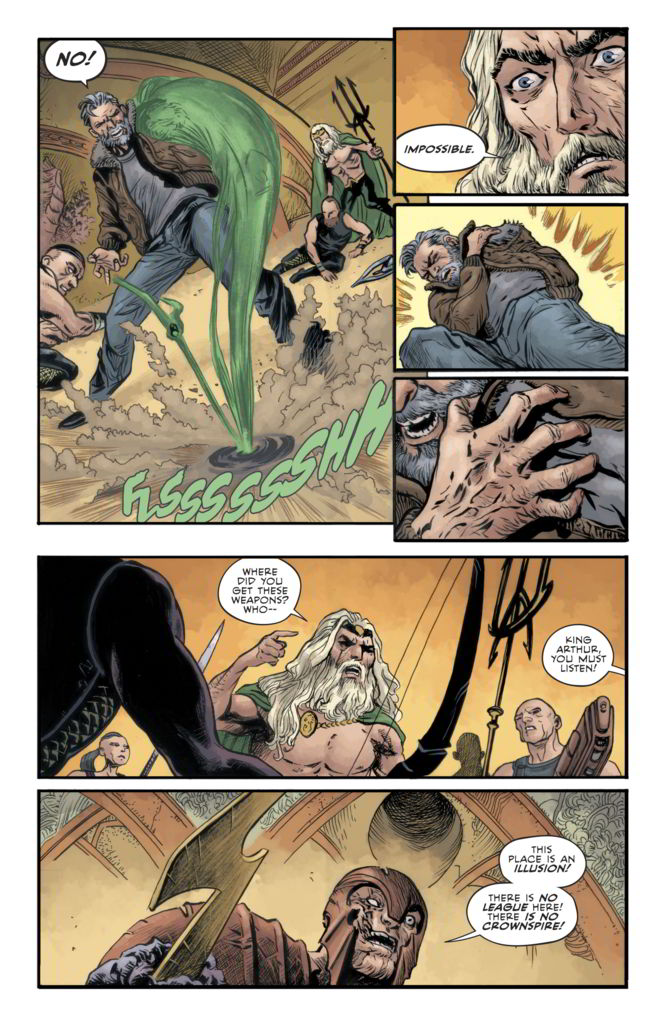 NO!
FLSSSSSSSHHH
IMPOSSIBLE.
WHERE
DID YOU
GET THESE
WEAPONS?
WHO--
KING
ARTHUR,
YOU MUST
LISTEN!
THIS
PLACE IS AN
ILLUSION!
THERE IS NO
LEAGUE HERE!
THERE IS NO
CROWNSPIRE!